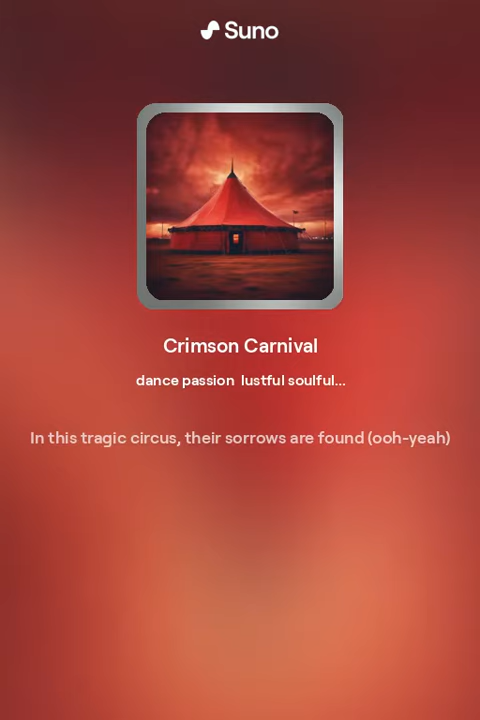 Suno
Crimson Carnival
dance passion lustful soulful...
In this tragic circus, their sorrows are found (ooh-yeah)